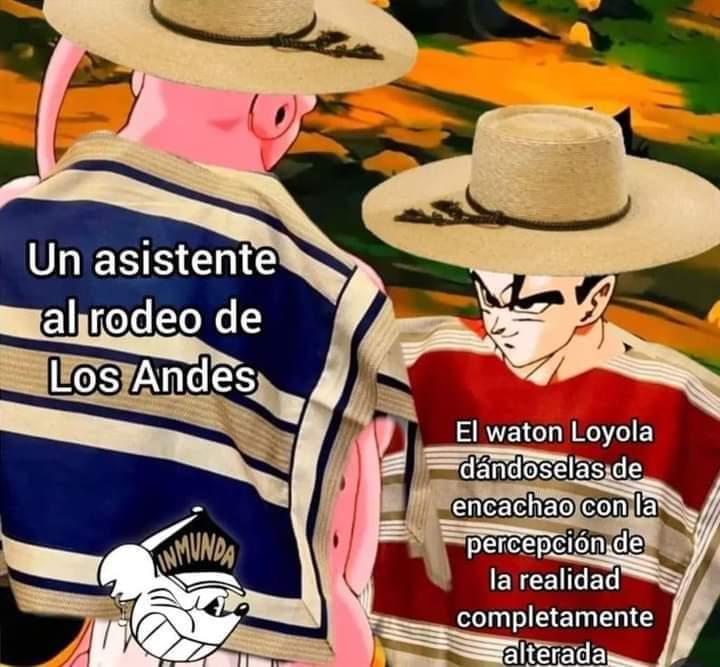 Un asistente
al rodeo de
Los Andes
El waton Loyola
dándoselas de
encachao con la
percepción de
la realidad
completamente
alterada
INMUNDA